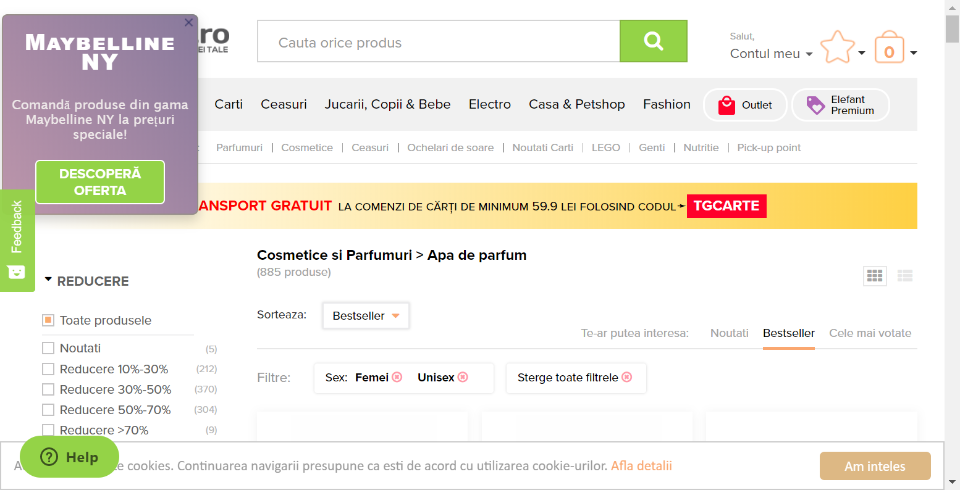 MAYBELLINE
NY
Comandă produse din gama
Maybelline NY la prețuri
speciale!
DESCOPERĂ
OFERTA
Feedback
.ro
EI TALE
Cauta orice produs
Salut,
Contul meu
0
Carti Ceasuri Jucarii, Copii & Bebe Electro Casa & Petshop Fashion Outlet Elefant Premium
Parfumuri | Cosmetice | Ceasuri | Ochelari de soare | Noutati Carti | LEGO | Genti | Nutritie | Pick-up point
ANSPORT GRATUIT LA COMENZI DE CĂRȚI DE MINIMUM 59.9 LEI FOLOSIND CODUL TGCARTE
Cosmetice si Parfumuri > Apa de parfum
(885 produse)
REDUCERE
Toate produsele
Noutati (5)
Reducere 10%-30% (212)
Reducere 30%-50% (370)
Reducere 50%-70% (304)
Reducere >70% (9)
Sorteaza: Bestseller
Te-ar putea interesa: Noutati Bestseller Cele mai votate
Filtre: Sex: Femei Unisex Sterge toate filtrele
Help
A e cookies. Continuarea navigarii presupune ca esti de acord cu utilizarea cookie-urilor. Afla detalii
Am inteles